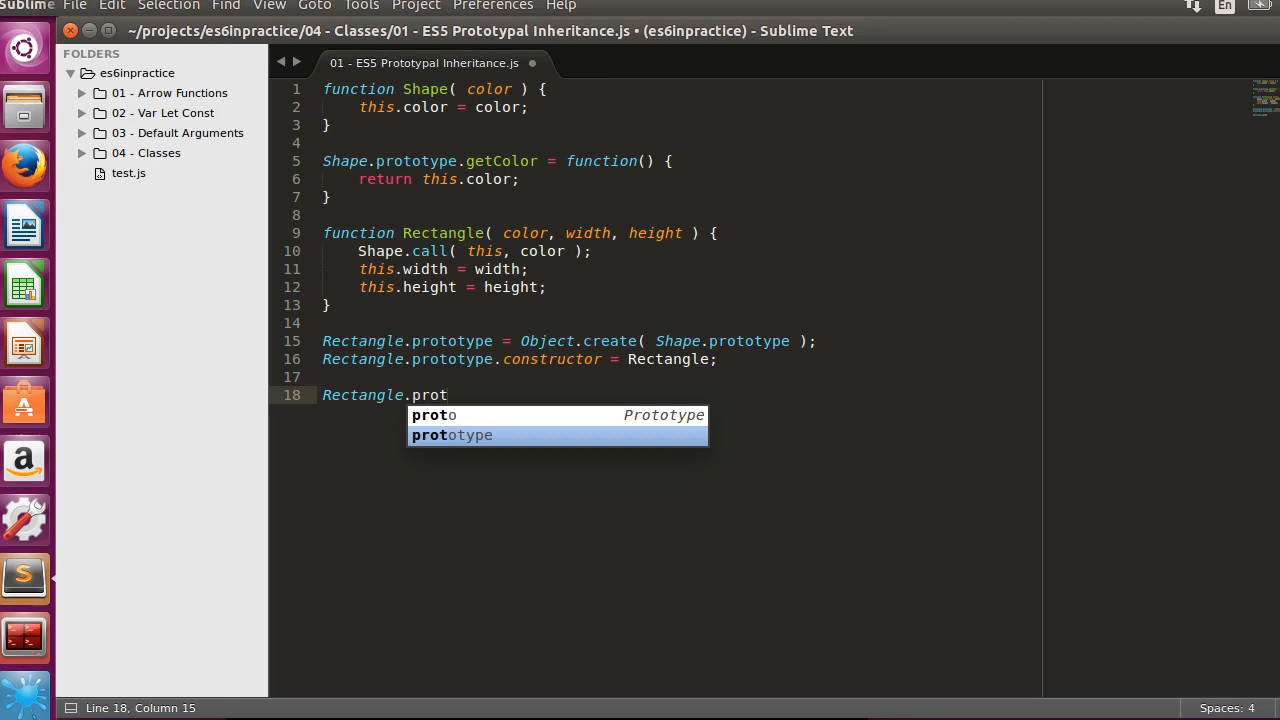 Sublime File Edit Selection Find View Goto Tools Project Preferences Help En
~/projects/es6inpractice/04 - Classes/01 - ES5 Prototypal Inheritance.js • (es6inpractice) - Sublime Text
FOLDERS
es6inpractice
01 - Arrow Functions
02 - Var Let Const
03 - Default Arguments
04 - Classes
test.js
01 - ES5 Prototypal Inheritance.js
1 function Shape( color ) {
2 this.color = color;
3 }
4
5 Shape.prototype.getColor = function() {
6 return this.color;
7 }
8
9 function Rectangle( color, width, height ) {
10 Shape.call( this, color );
11 this.width = width;
12 this.height = height;
13 }
14
15 Rectangle.prototype = Object.create( Shape.prototype );
16 Rectangle.prototype.constructor = Rectangle;
17
18 Rectangle.prot
proto Prototype
prototype
Line 18, Column 15
Spaces: 4